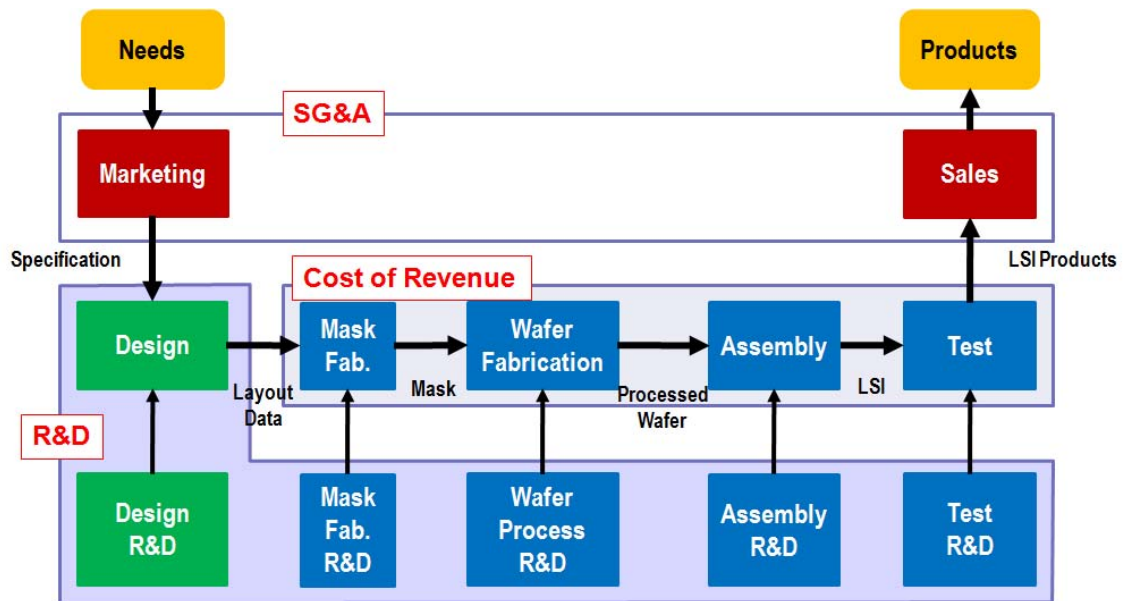 Needs
Products
SG&A
Marketing
Sales
Specification
LSI Products
Cost of Revenue
Design
Mask
Fab.
Wafer
Fabrication
Assembly
Test
Layout
Data
Mask
Processed
Wafer
LSI
R&D
Design
R&D
Mask
Fab.
R&D
Wafer
Process
R&D
Assembly
R&D
Test
R&D